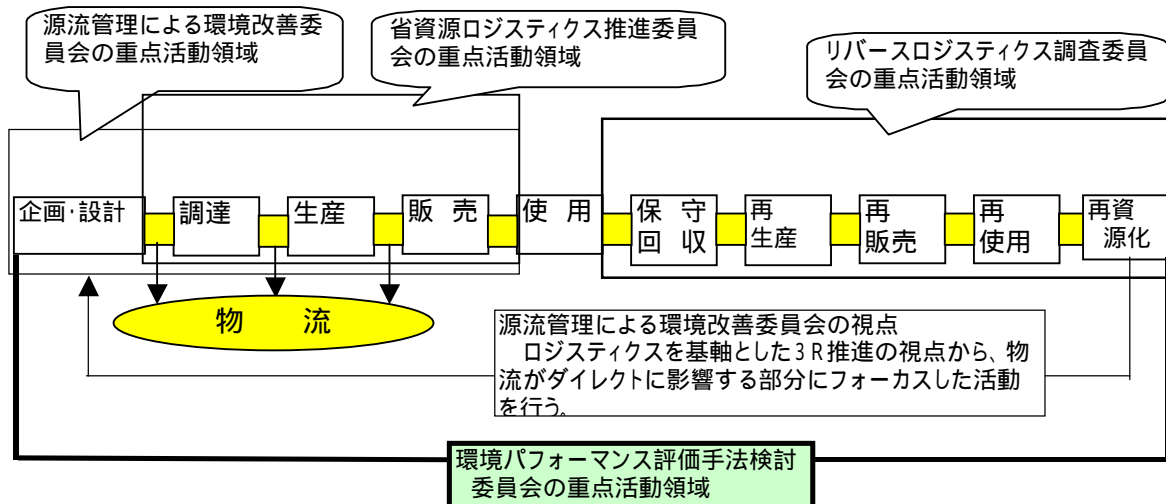 源流管理による環境改善委
員会の重点活動領域
省資源ロジスティクス推進委員
会の重点活動領域
リバースロジスティクス調査委員
会の重点活動領域
企画・設計
調達
生産
販 売
使 用
保 守
回 収
再
生産
再
販売
再
使用
再資
源化
物 流
源流管理による環境改善委員会の視点
ロジスティクスを基軸とした3R推進の視点から、物
流がダイレクトに影響する部分にフォーカスした活動
を行う。
環境パフォーマンス評価手法検討
委員会の重点活動領域